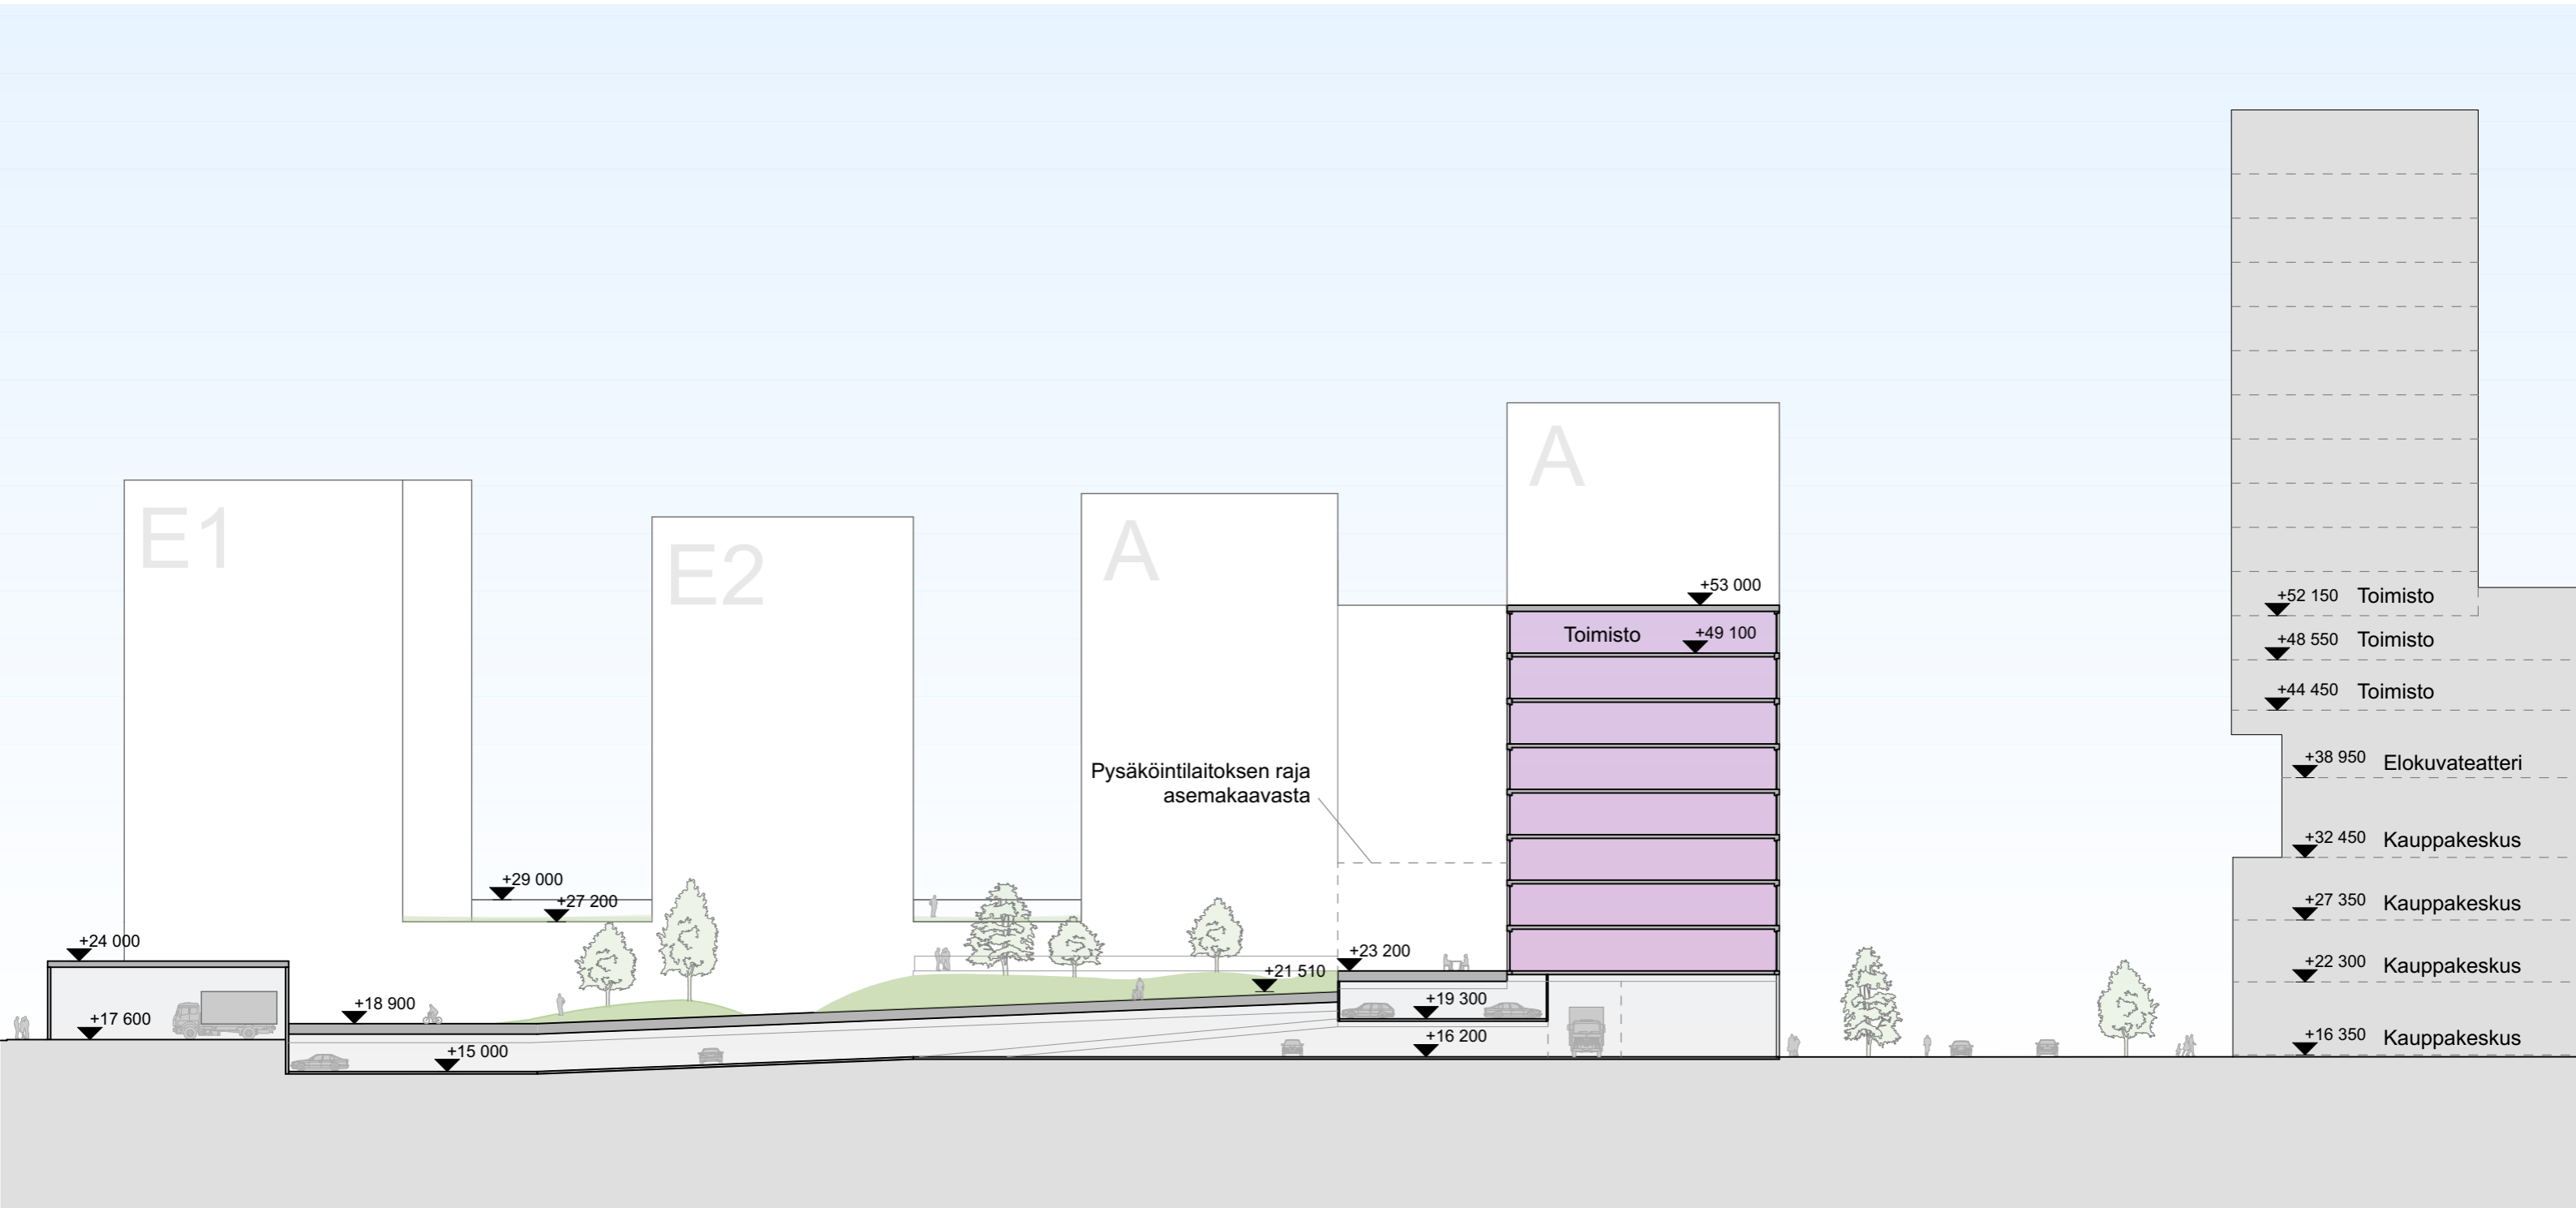 A
E1
A
E2
+53 000
+52 150 Toimisto
Toimisto +49 100
+48 550 Toimisto
+44 450 Toimisto
Pysäköintilaitoksen raja
asemakaavasta
+38 950 Elokuvateatteri
+32 450 Kauppakeskus
+29 000
+27 200
+27 350 Kauppakeskus
+24 000
+23 200
+21 510
+22 300 Kauppakeskus
+18 900
+19 300
+17 600
+15 000
+16 200
+16 350 Kauppakeskus